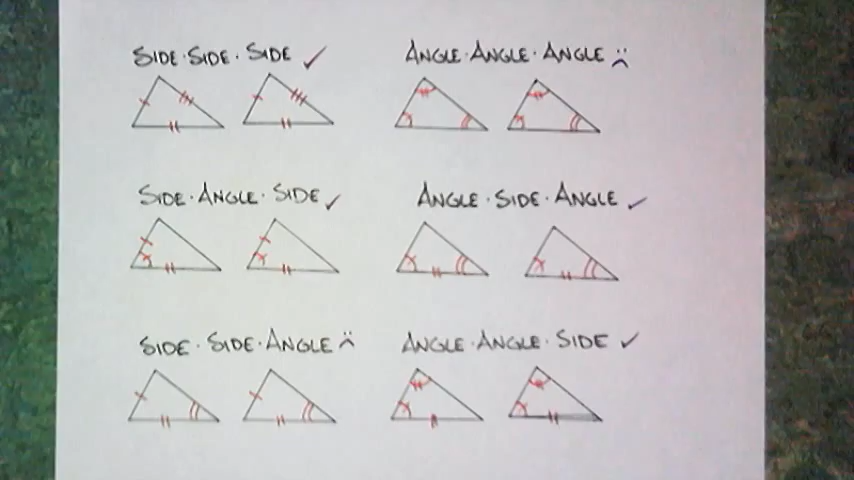 SIDE · SIDE · SIDE ✓
ANGLE · ANGLE · ANGLE
SIDE · ANGLE · SIDE ✓
ANGLE · SIDE · ANGLE ✓
SIDE · SIDE · ANGLE
ANGLE · ANGLE · SIDE ✓